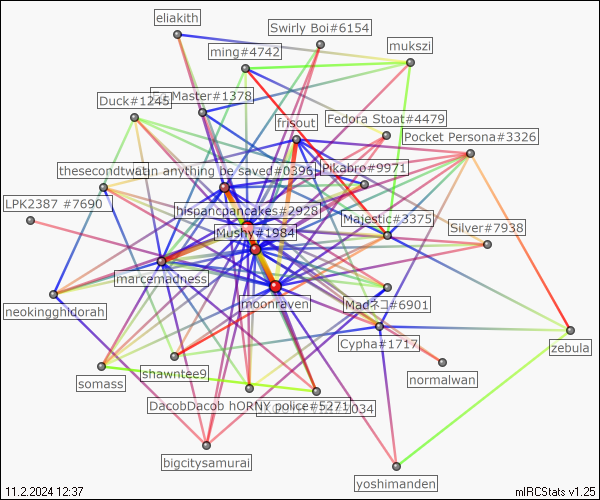 eliakith
Swirly Boi#6154
ming#4742
mukszi
Master#1378
Duck#1245
frisout
Fedora Stoat#4479
Pocket Persona#3326
thesecondtwat
an anything be saved#0396
Pikabro#9971
LPK2387 #7690
hispancpancakes#2928
Majestic#3375
Mushy#1984
Silver#7938
marcemadness
moonraven
Madネコ#6901
neokingghidorah
Cypha#1717
zebula
shawntee9
normalwan
somass
DacobDacob hORNY police#5271
034
bigcitysamurai
yoshimanden
11.2.2024 12:37
mIRCStats v1.25